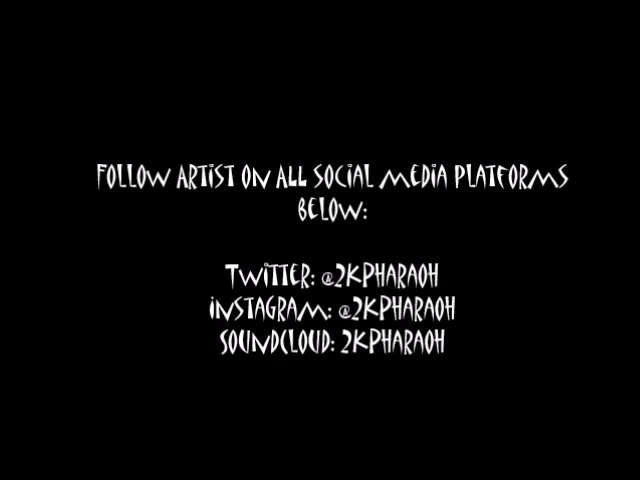 FOLLOW ARTIST ON ALL SOCIAL MEDIA PLATFORMS
BELOW:
TWITTER: @2KPHARAOH
INSTAGRAM: @2KPHARAOH
SOUNDCLOUD: 2KPHARAOH